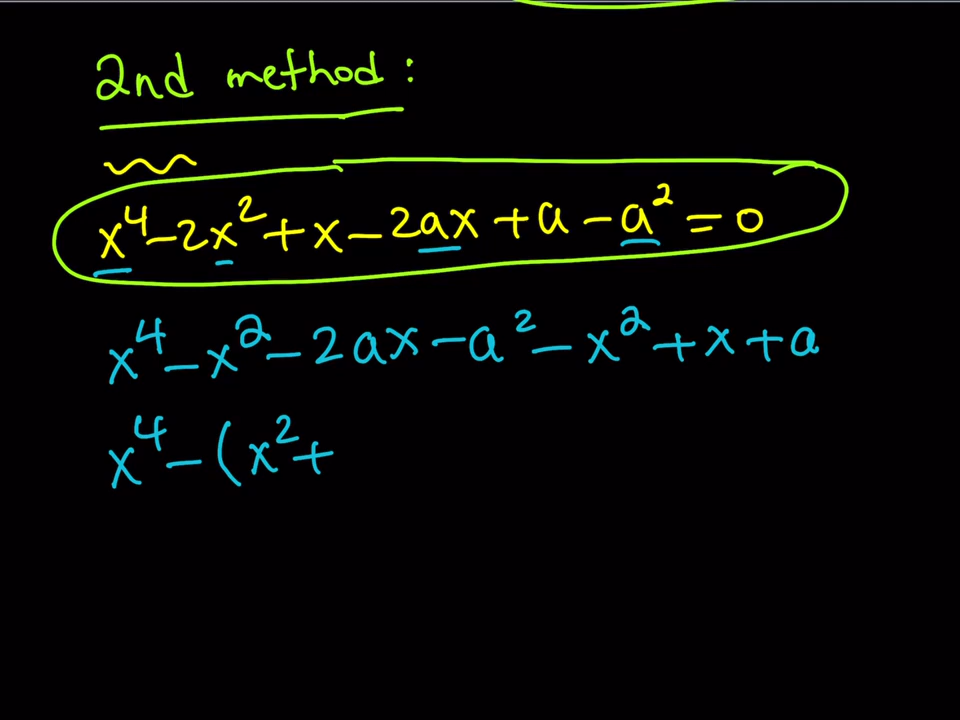 2nd method:
x⁴-2x²+x-2ax+a-a²=0
x⁴-x²-2ax-a²-x²+x+a
x⁴-(x²+